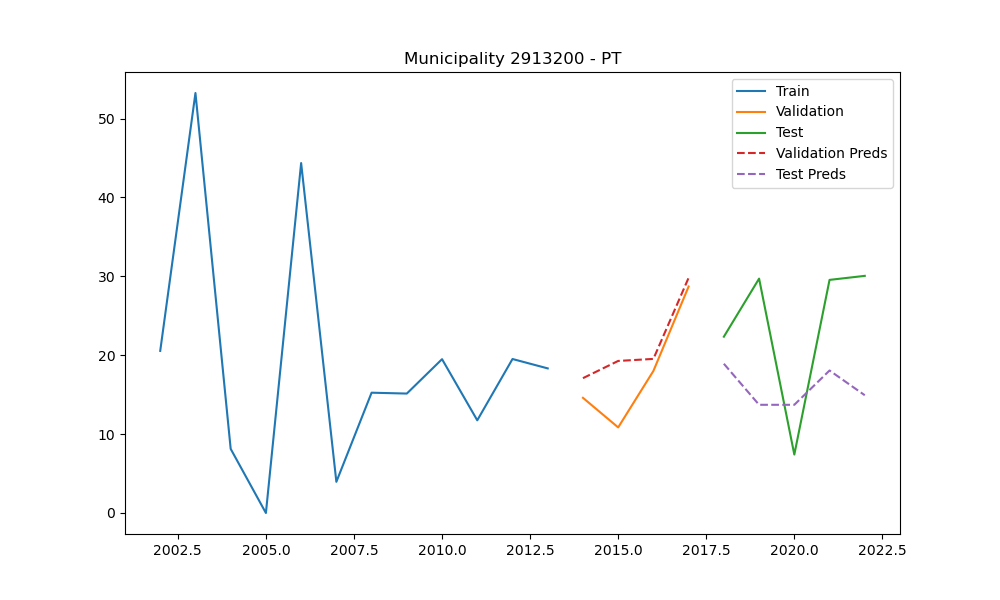 Municipality 2913200 - PT
Train
Validation
Test
Validation Preds
Test Preds
50
40
30
20
10
0
2002.5 2005.0 2007.5 2010.0 2012.5 2015.0 2017.5 2020.0 2022.5